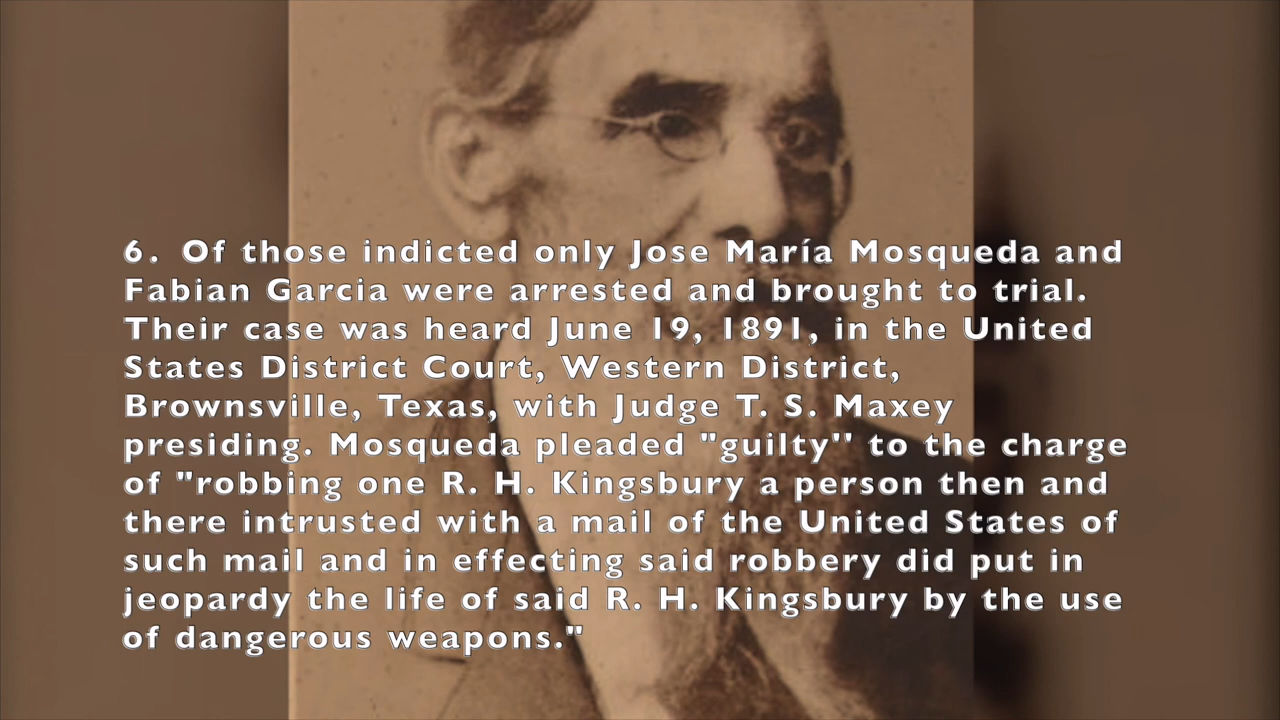 6. Of those indicted only Jose María Mosqueda and
Fabian Garcia were arrested and brought to trial.
Their case was heard June 19, 1891, in the United
States District Court, Western District,
Brownsville, Texas, with Judge T. S. Maxey
presiding. Mosqueda pleaded "guilty'' to the charge
of "robbing one R. H. Kingsbury a person then and
there intrusted with a mail of the United States of
such mail and in effecting said robbery did put in
jeopardy the life of said R. H. Kingsbury by the use
of dangerous weapons."